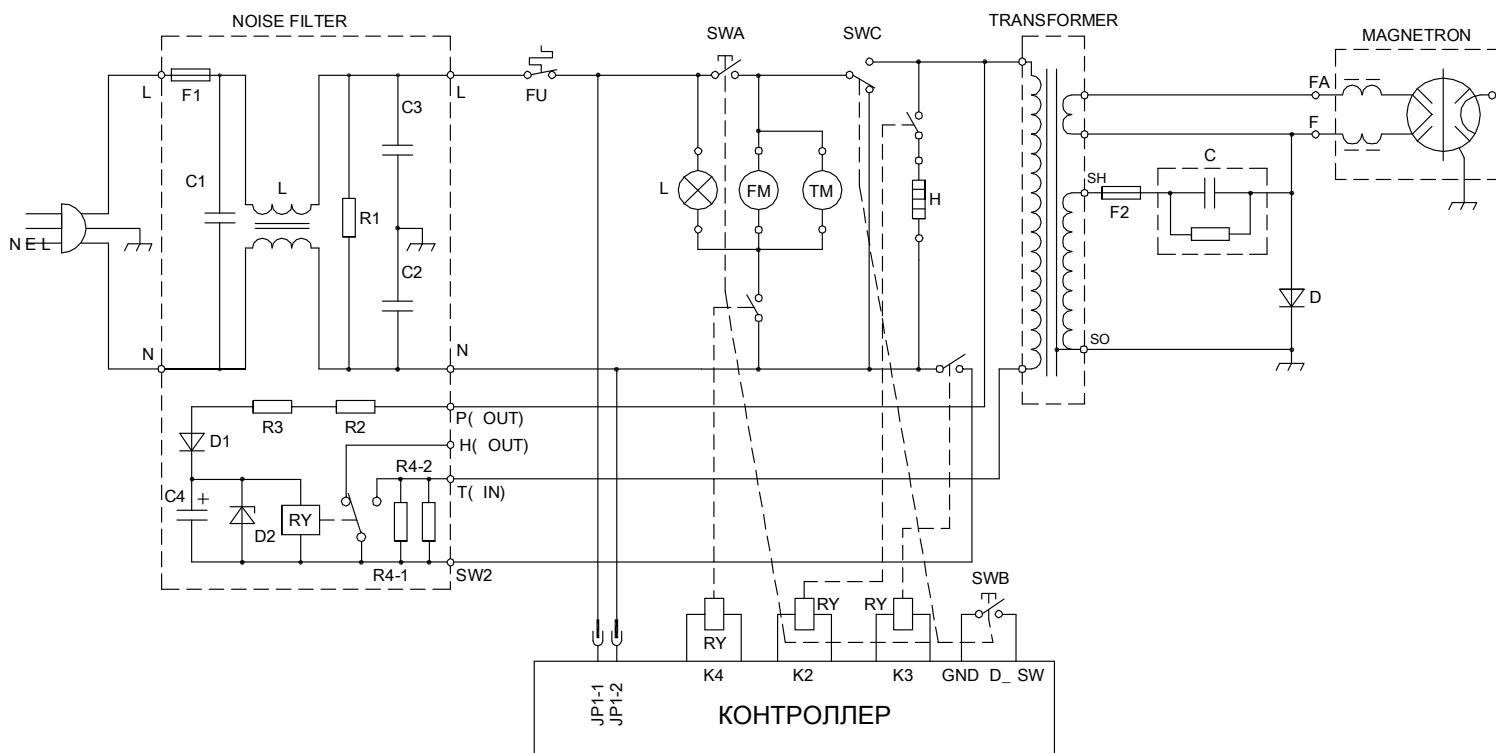 NOISE FILTER
SWA
SWC
TRANSFORMER
MAGNETRON
L
F1
L
FU
FA
C3
F
C1
L
C
L
FM
TM
H
SH
R1
F2
N E L
C2
D
N
N
SO
R3
R2
P( OUT)
D1
H( OUT)
R4-2
T( IN)
C4
+
RY
D2
R4-1
SW2
SWB
RY
RY
RY
K4
K2
K3
GND
D_ SW
JP1-1
JP1-2
КОНТРОЛЛЕР